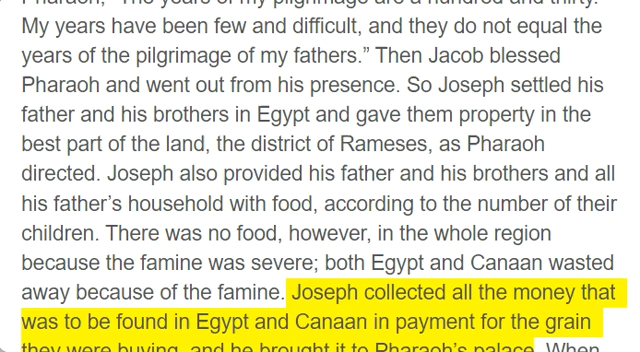 Pharaoh, "The years of my pilgrimage are a hundred and thirty.
My years have been few and difficult, and they do not equal the
years of the pilgrimage of my fathers.” Then Jacob blessed
Pharaoh and went out from his presence. So Joseph settled his
father and his brothers in Egypt and gave them property in the
best part of the land, the district of Rameses, as Pharaoh
directed. Joseph also provided his father and his brothers and all
his father’s household with food, according to the number of their
children. There was no food, however, in the whole region
because the famine was severe; both Egypt and Canaan wasted
away because of the famine. Joseph collected all the money that
was to be found in Egypt and Canaan in payment for the grain
they were buying, and he brought it to Pharaoh’s palace. When